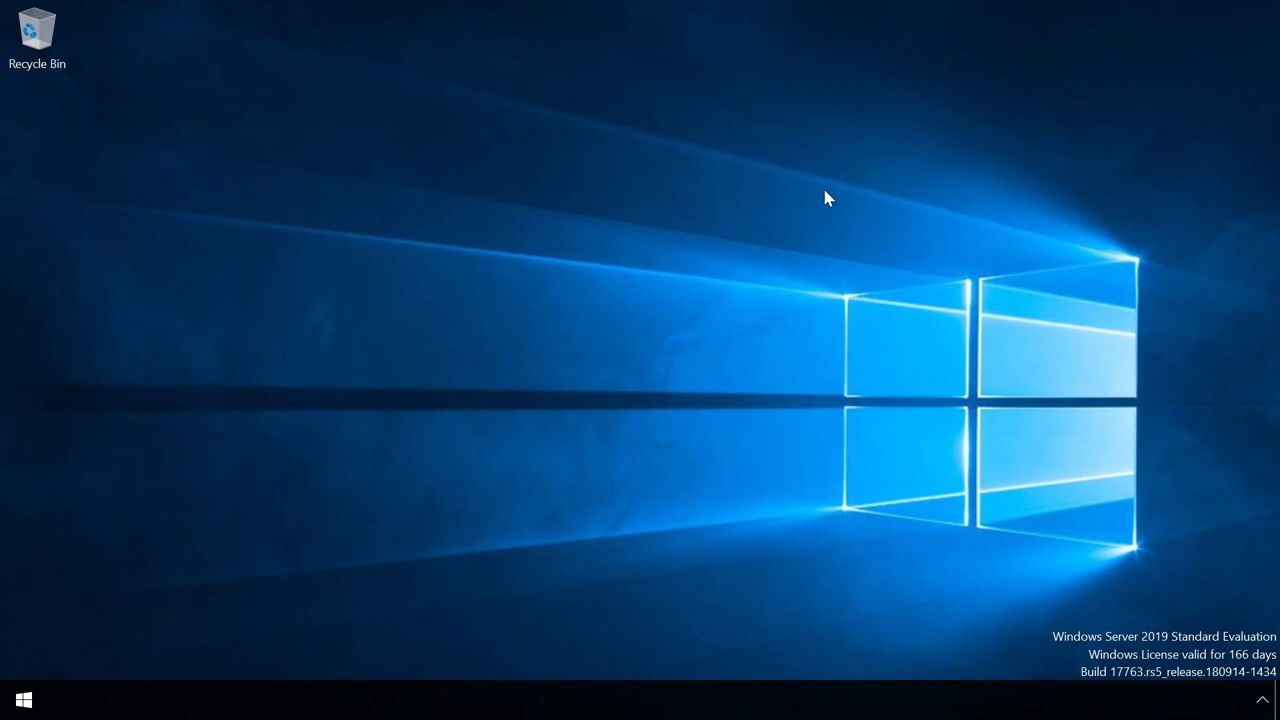 Recycle Bin
Windows Server 2019 Standard Evaluation
Windows License valid for 166 days
Build 17763.rs5_release.180914-1434